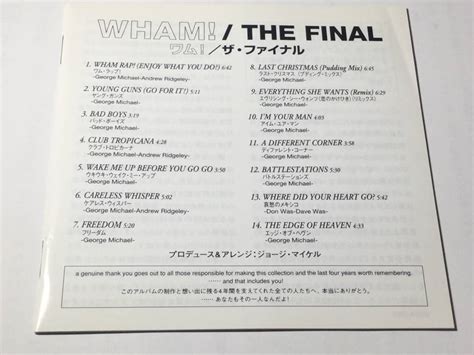 WHAM! / THE FINAL
ワム! / ザ・ファイナル
1. WHAM RAP! (ENJOY WHAT YOU DO!) 6:42
ワム・ラップ!
-George Michael-Andrew Ridgeley-
2. YOUNG GUNS (GO FOR IT!) 5:11
ヤング・ガンズ
-George Michael-
3. BAD BOYS 3:19
バッド・ボーイズ
-George Michael-
4. CLUB TROPICANA 4:28
クラブ・トロピカーナ
-George Michael-Andrew Ridgeley-
5. WAKE ME UP BEFORE YOU GO GO 3:50
ウキウキ・ウェイク・ミー・アップ
-George Michael-
6. CARELESS WHISPER 5:02
ケアレス・ウィスパー
-George Michael-Andrew Ridgeley-
7. FREEDOM 5:20
フリーダム
-George Michael-
8. LAST CHRISTMAS (Pudding Mix) 6:45
ラスト・クリスマス(プディング・ミックス)
-George Michael-
9. EVERYTHING SHE WANTS (Remix) 6:30
エヴリシング・シー・ウォンツ(恋のかけひき)(リミックス)
-George Michael-
10. I'M YOUR MAN 4:03
アイム・ユア・マン
-George Michael-
11. A DIFFERENT CORNER 3:58
ディファレント・コーナー
-George Michael-
12. BATTLESTATIONS 5:30
バトルステーションズ
-George Michael-
13. WHERE DID YOUR HEART GO? 5:42
哀愁のメキシコ
-Don Was-Dave Was-
14. THE EDGE OF HEAVEN 4:33
エッジ・オブ・ヘヴン
-George Michael-
プロデュース&アレンジ:ジョージ・マイケル
a genuine thank you goes out to all those responsible for making this collection and the last four years worth remembering.
...... and that includes you!
このアルバムの制作と想い出に残る4年間を支えてくれた全ての人たちへ、本当にありがとう。
......あなたもその一人なんだよ!